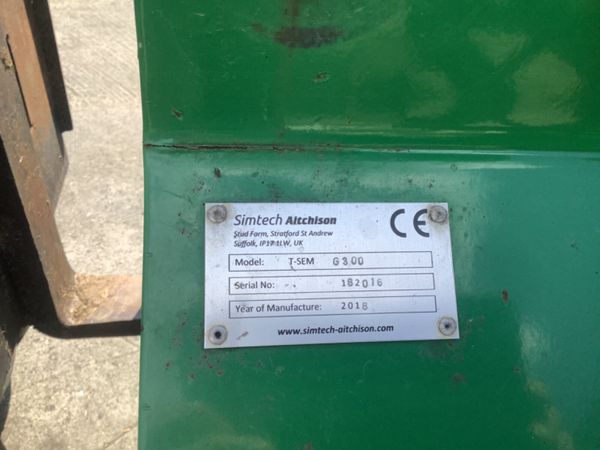 Simtech Aitchison
Stud Farm, Stratford St Andrew
Suffolk, IP17 1LW, UK
CE
Model: T-SEM G300
Serial No: 182016
Year of Manufacture: 2018
www.simtech-aitchison.com